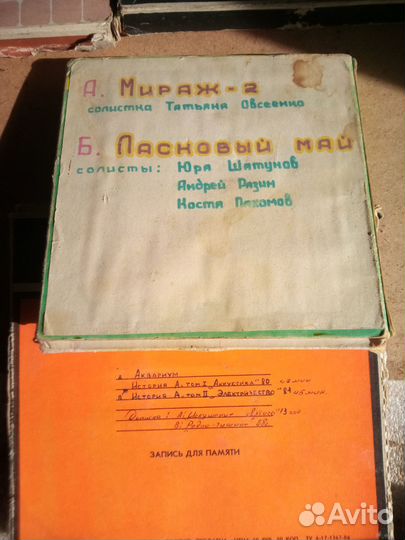 А. Мираж-2
солистка Татьяна Овсеенко
Б. Ласковый май
солисты: Юра Шатунов
Андрей Разин
Костя Пахомов
Аквариум
История А. том I "Аккустика" 80
История А. том II "Электричество" 81
ЗАПИСЬ ДЛЯ ПАМЯТИ
Avito